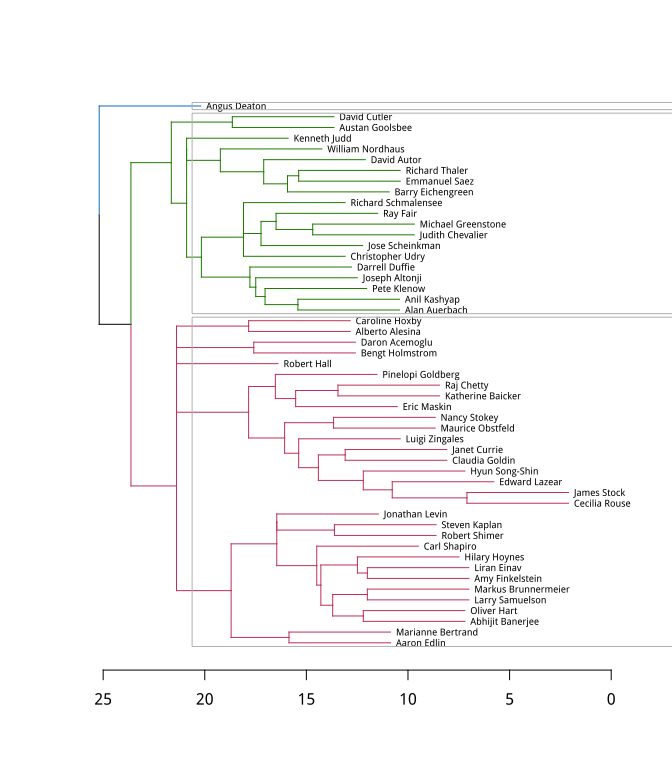 Angus Deaton
David Cutler
Austan Goolsbee
Kenneth Judd
William Nordhaus
David Autor
Richard Thaler
Emmanuel Saez
Barry Eichengreen
Richard Schmalensee
Ray Fair
Michael Greenstone
Judith Chevalier
Jose Scheinkman
Christopher Udry
Darrell Duffie
Joseph Altonji
Pete Klenow
Anil Kashyap
Alan Auerbach
Caroline Hoxby
Alberto Alesina
Daron Acemoglu
Bengt Holmstrom
Robert Hall
Pinelopi Goldberg
Raj Chetty
Katherine Baicker
Eric Maskin
Nancy Stokey
Maurice Obstfeld
Luigi Zingales
Janet Currie
Claudia Goldin
Hyun Song-Shin
Edward Lazear
James Stock
Cecilia Rouse
Jonathan Levin
Steven Kaplan
Robert Shimer
Carl Shapiro
Hilary Hoynes
Liran Einav
Amy Finkelstein
Markus Brunnermeier
Larry Samuelson
Oliver Hart
Abhijit Banerjee
Marianne Bertrand
Aaron Edlin
25 20 15 10 5 0